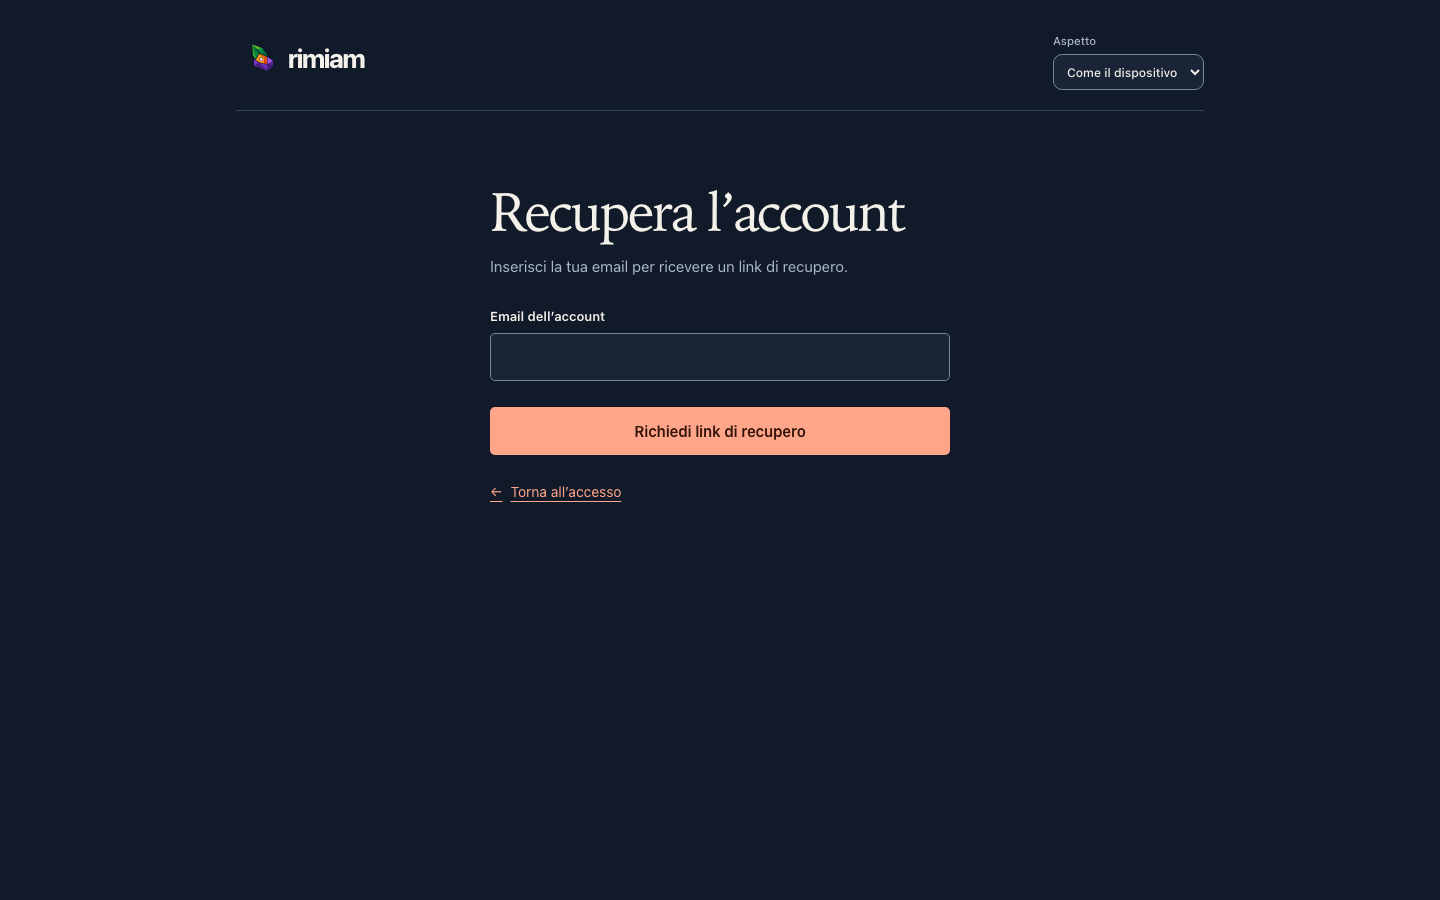 rimiam
Aspetto
Come il dispositivo
Recupera l’account
Inserisci la tua email per ricevere un link di recupero.
Email dell’account
Richiedi link di recupero
← Torna all’accesso